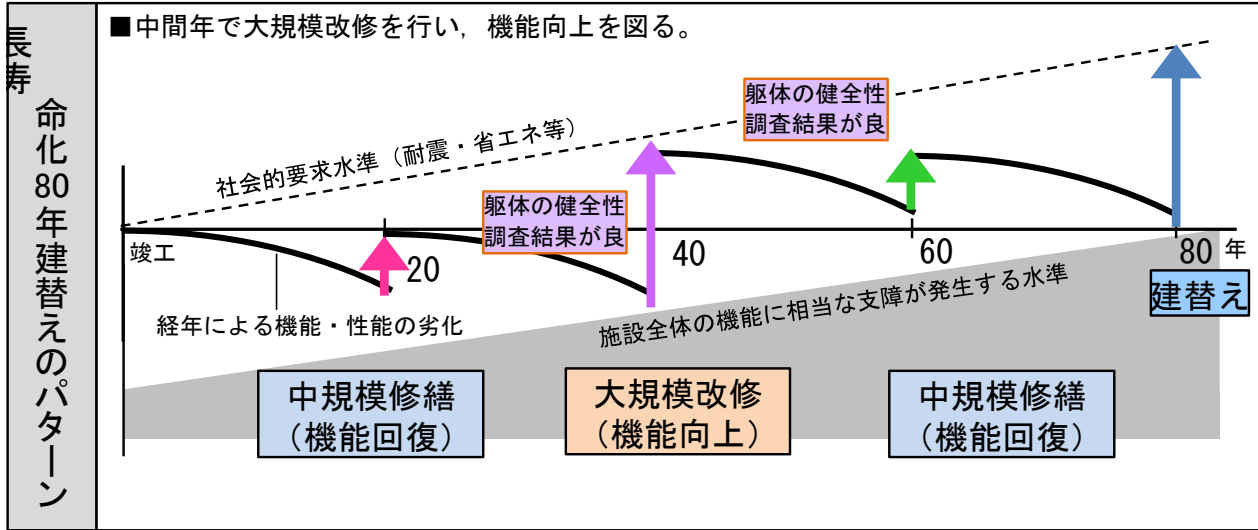 長寿
命化80年建替えのパターン
■中間年で大規模改修を行い，機能向上を図る。
社会的要求水準（耐震・省エネ等）
躯体の健全性
調査結果が良
躯体の健全性
調査結果が良
竣工
20
40
60
80 年
経年による機能・性能の劣化
施設全体の機能に相当な支障が発生する水準
建替え
中規模修繕
（機能回復）
大規模改修
（機能向上）
中規模修繕
（機能回復）